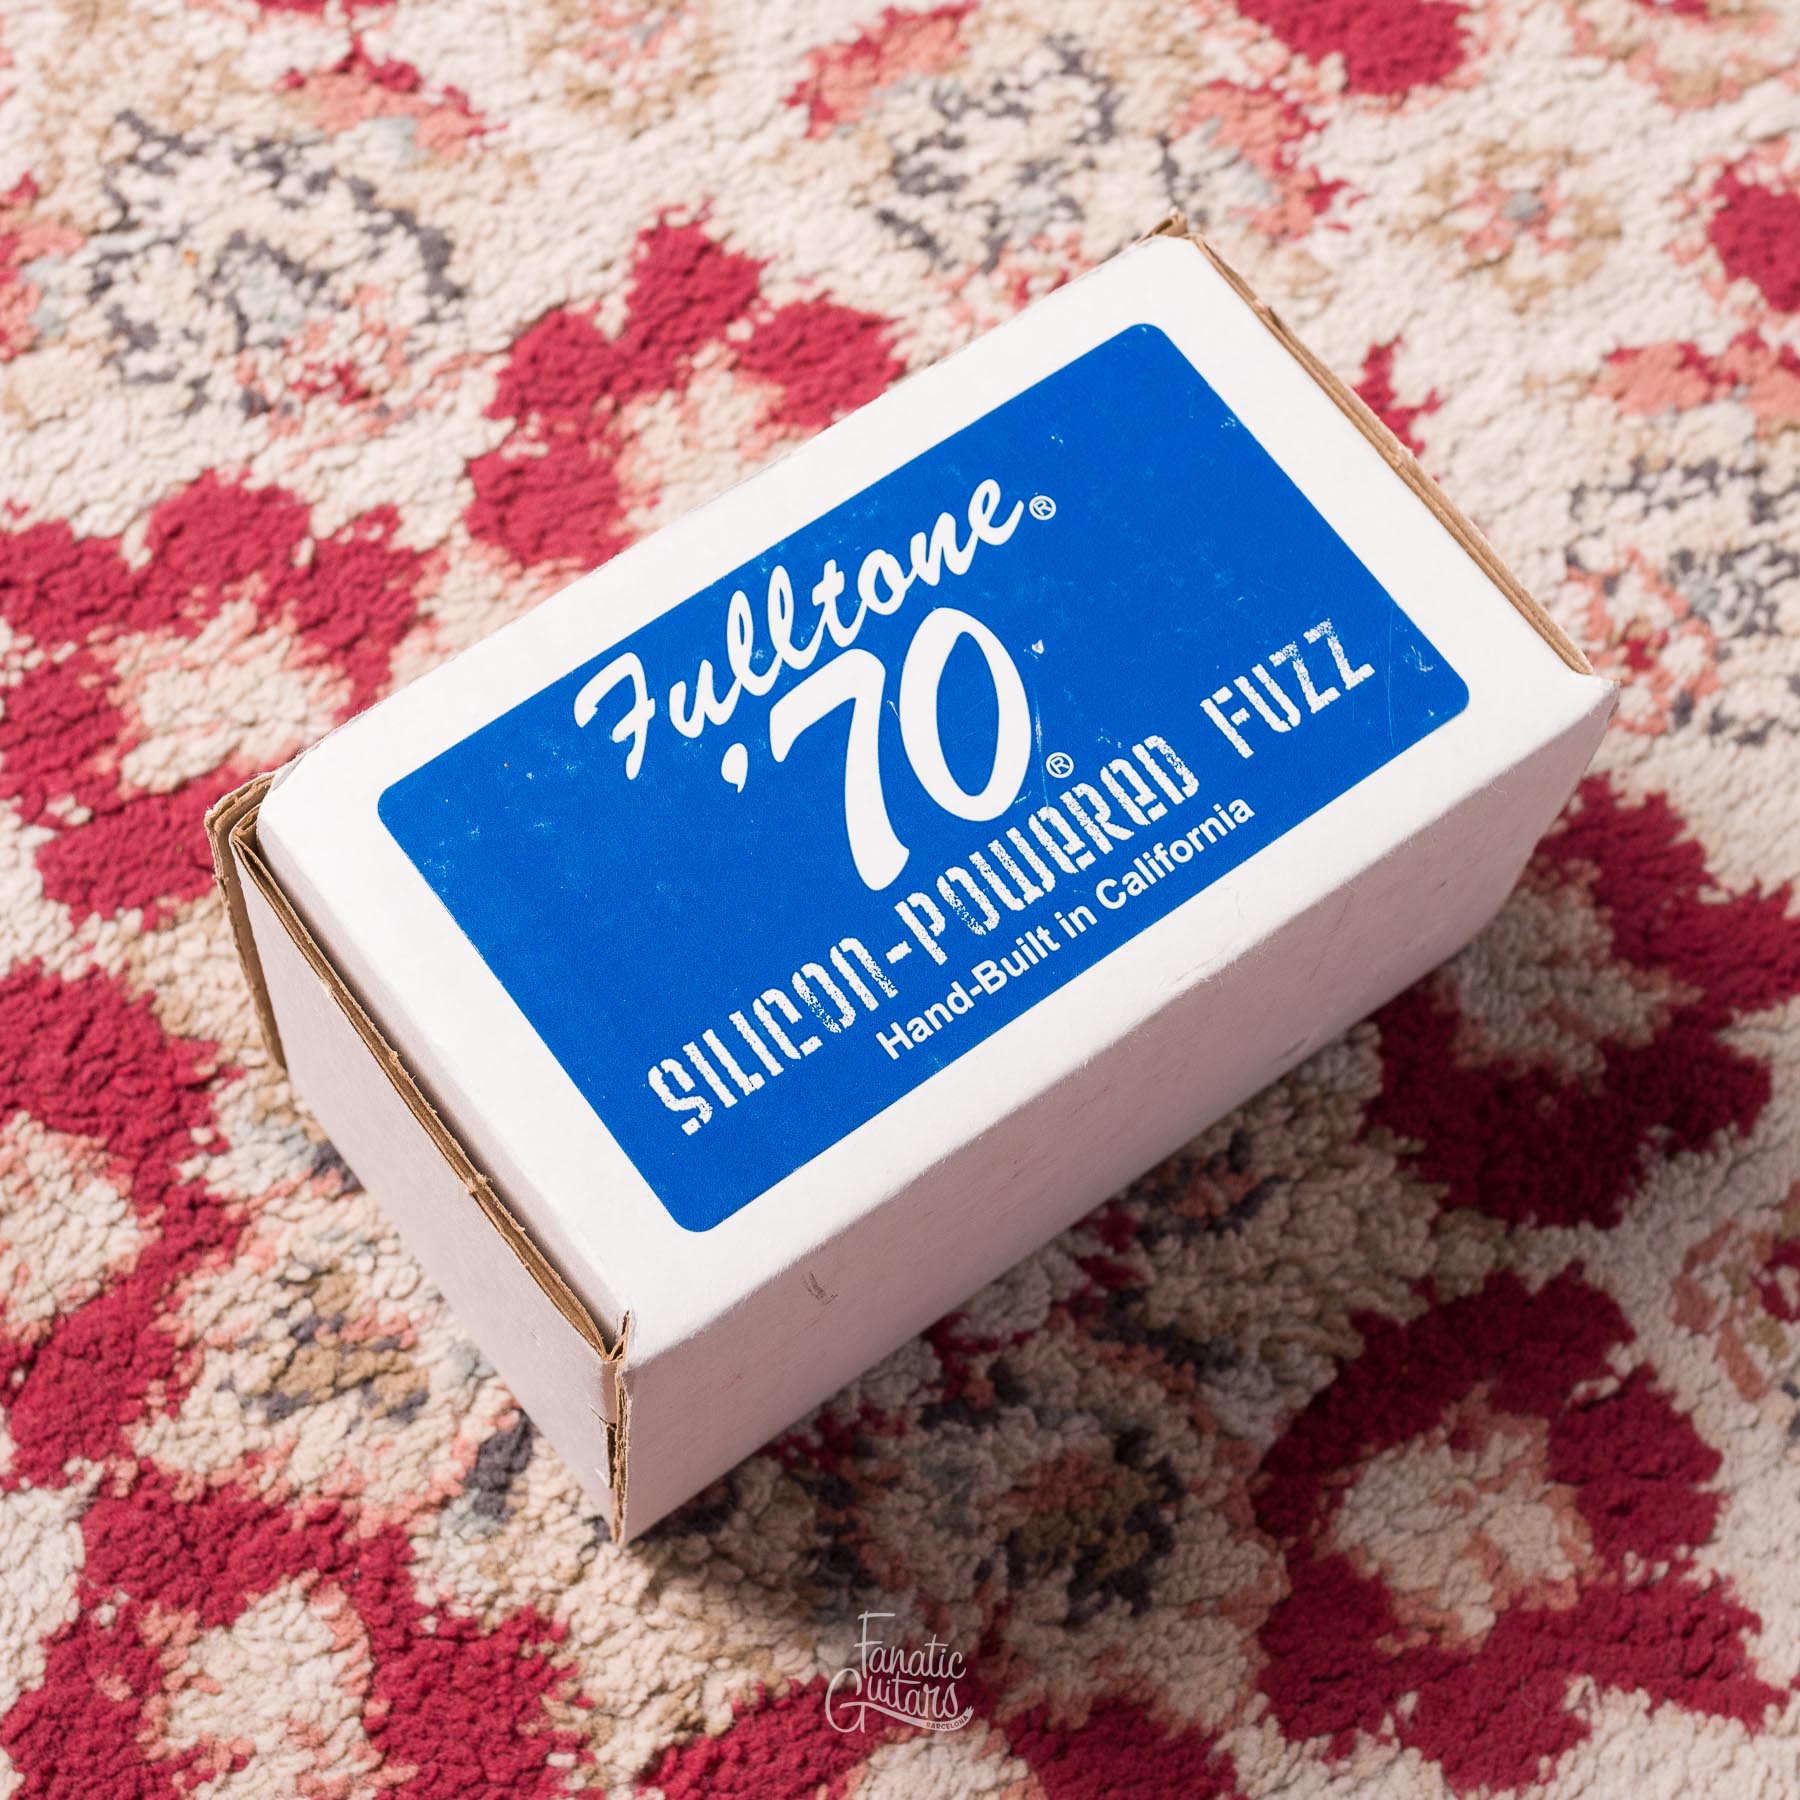 Fulltone®
'70®
SILICON-POWERED FUZZ
Hand-Built in California
Fanatic
Guitars
BARCELONA